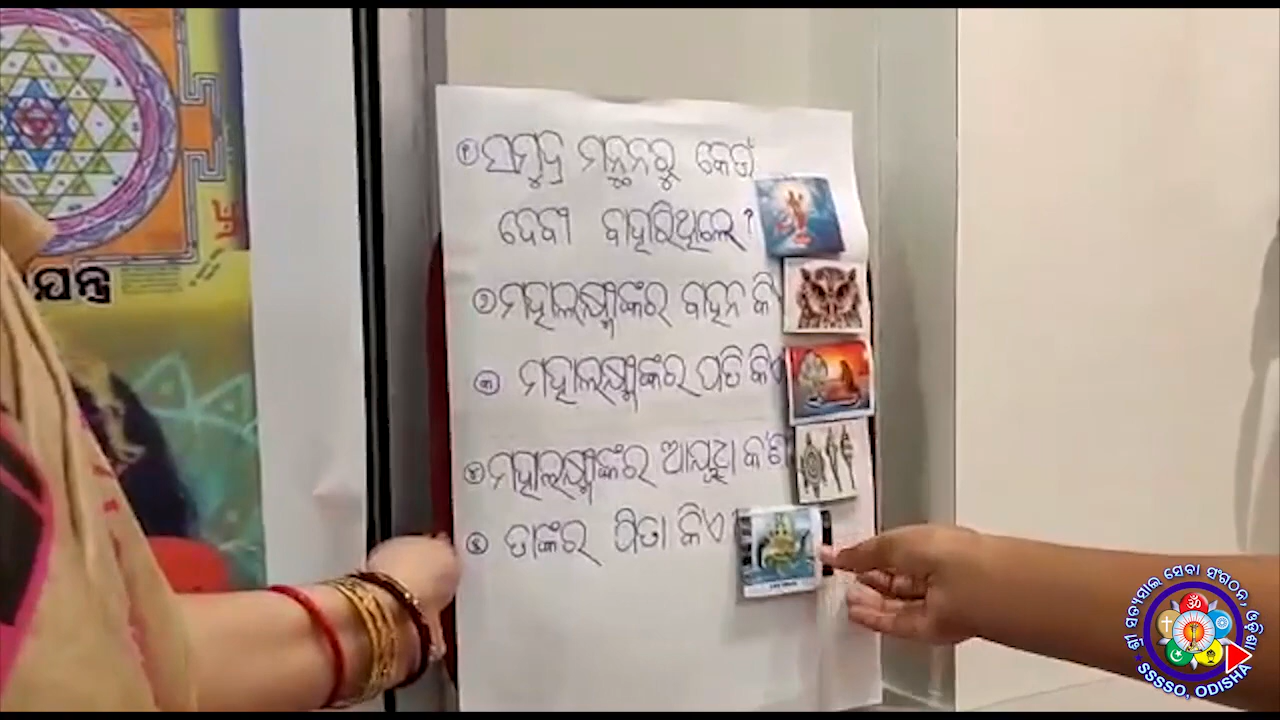 ଯନ୍ତ୍ର
୧ ସମୁଦ୍ର ମନ୍ଥନରୁ କେଉଁ
ଦେବୀ ବାହାରିଥିଲେ ?
୨ ମହାଲକ୍ଷ୍ମୀଙ୍କର ବାହନ କି
୩ ମହାଲକ୍ଷ୍ମୀଙ୍କର ପତି କିଏ
୪ ମହାଲକ୍ଷ୍ମୀଙ୍କର ଆୟୁଧ କ'ଣ
୫ ତାଙ୍କର ପିତା କିଏ
ଶ୍ରୀ ସତ୍ୟସାଇ ସେବା ସଂଗଠନ, ଓଡ଼ିଶା
SSSSO, ODISHA